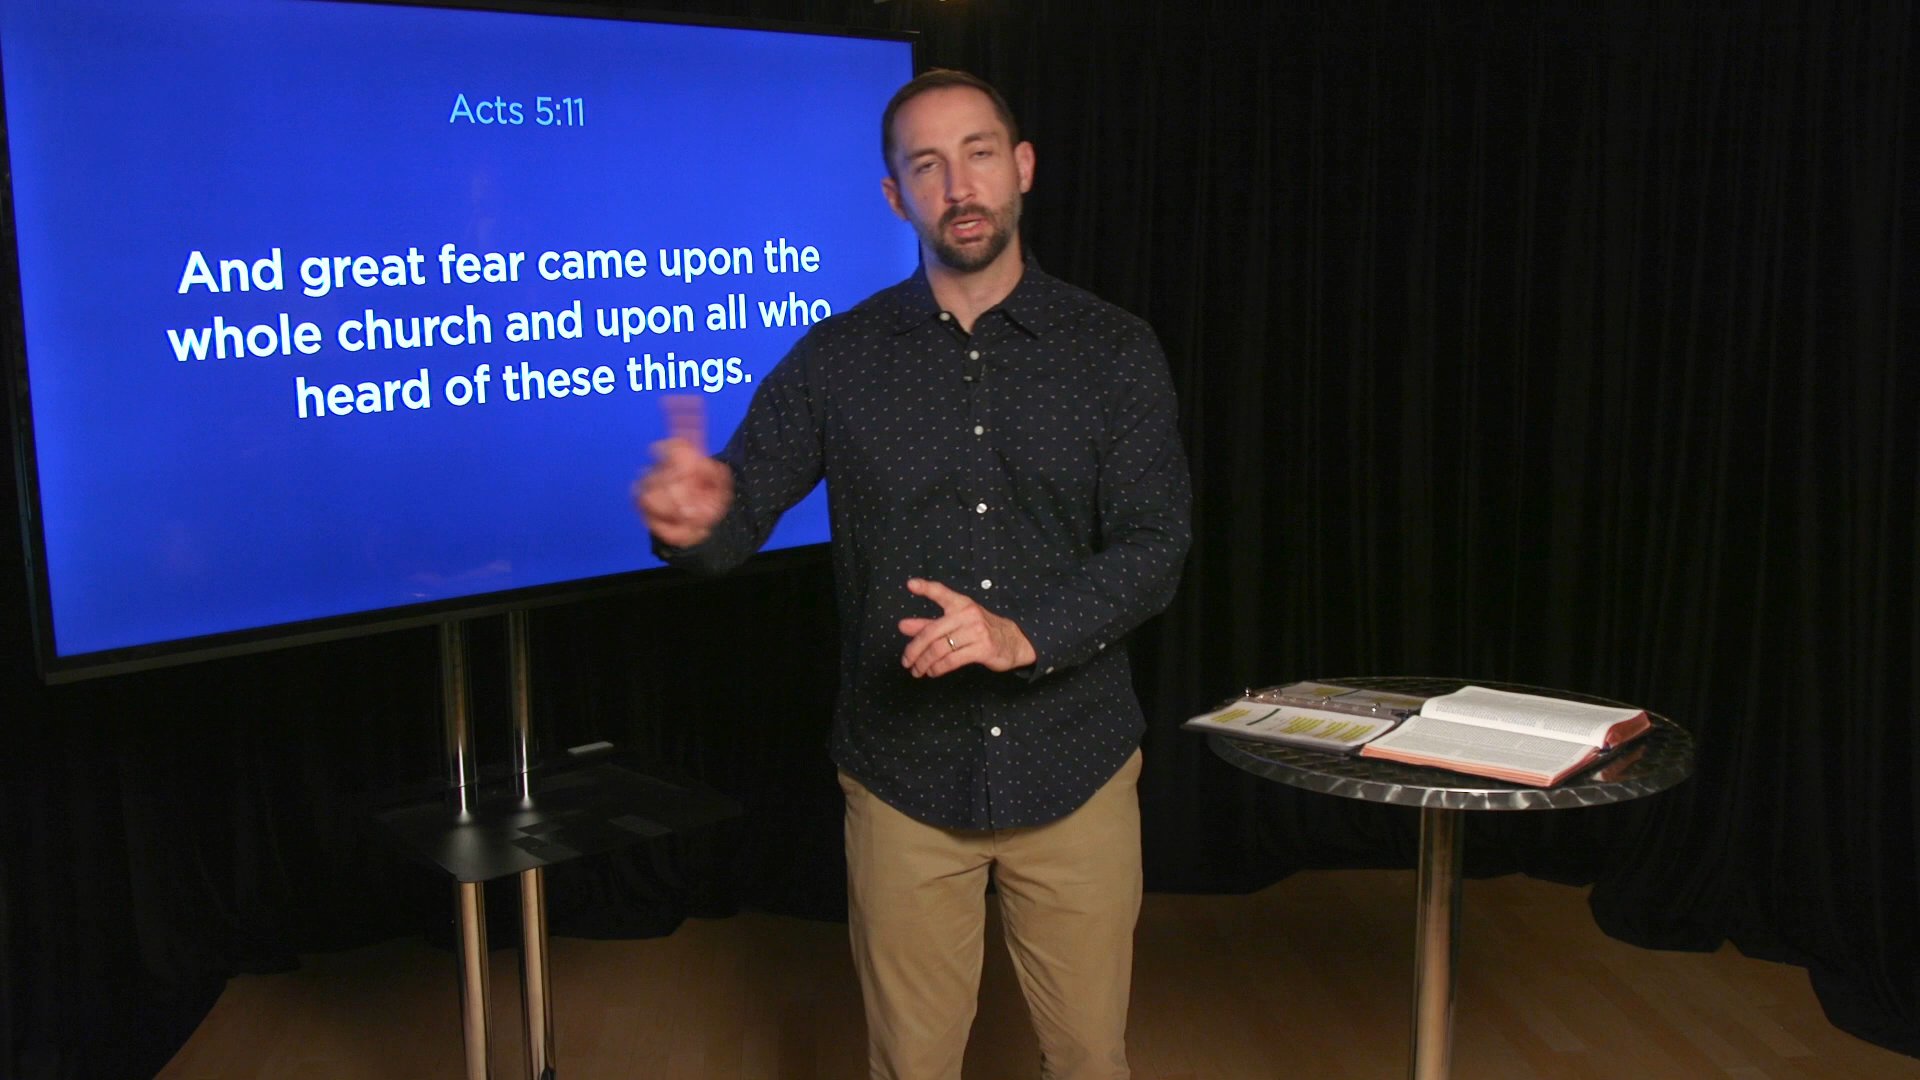 Acts 5:11
And great fear came upon the
whole church and upon all who
heard of these things.